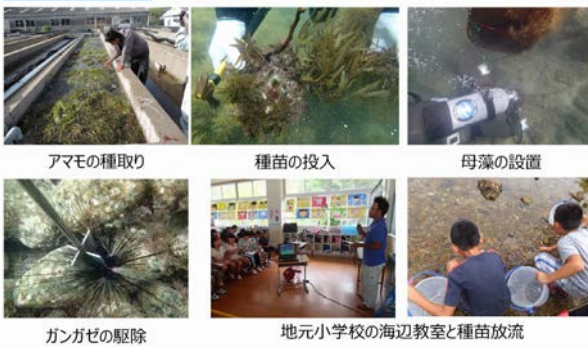 アマモの種取り
種苗の投入
母藻の設置
ガンガゼの駆除
地元小学校の海辺教室と種苗放流